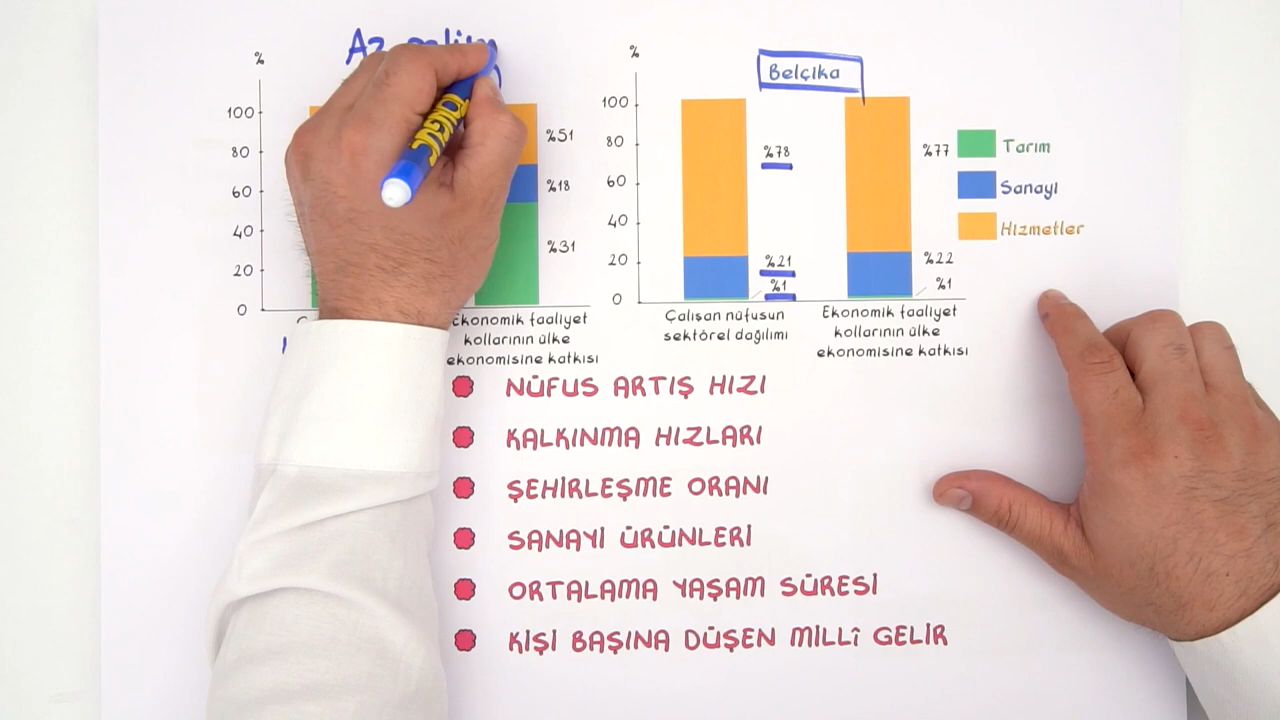 Az
%
100
80
60
40
20
0
%51
%18
%31
Ekonomik faaliyet
kollarının ülke
ekonomisine katkısı
%
Belçika
100
80
60
40
20
0
%78
%21
%1
%77
%22
%1
Çalışan nüfusun
sektörel dağılımı
Ekonomik faaliyet
kollarının ülke
ekonomisine katkısı
Tarım
Sanayi
Hizmetler
NÜFUS ARTIŞ HIZI
KALKINMA HIZLARI
ŞEHİRLEŞME ORANI
SANAYİ ÜRÜNLERİ
ORTALAMA YAŞAM SÜRESİ
KİŞİ BAŞINA DÜŞEN MİLLÎ GELİR